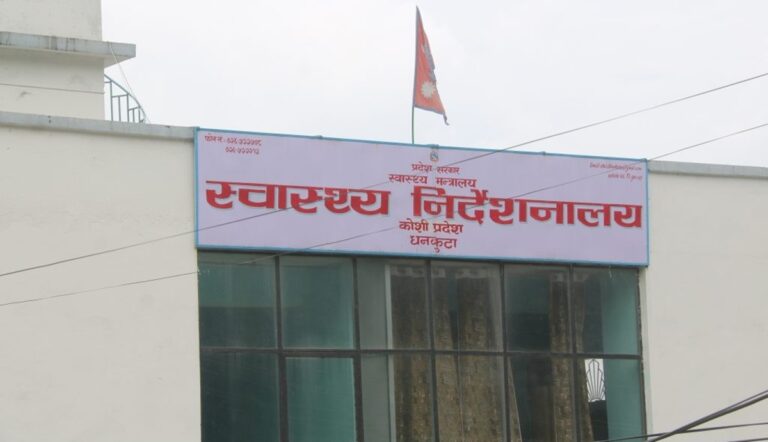 प्रदेश सरकार
स्वास्थ्य मन्त्रालय
स्वास्थ्य निर्देशनालय
कोशी प्रदेश
धनकुटा